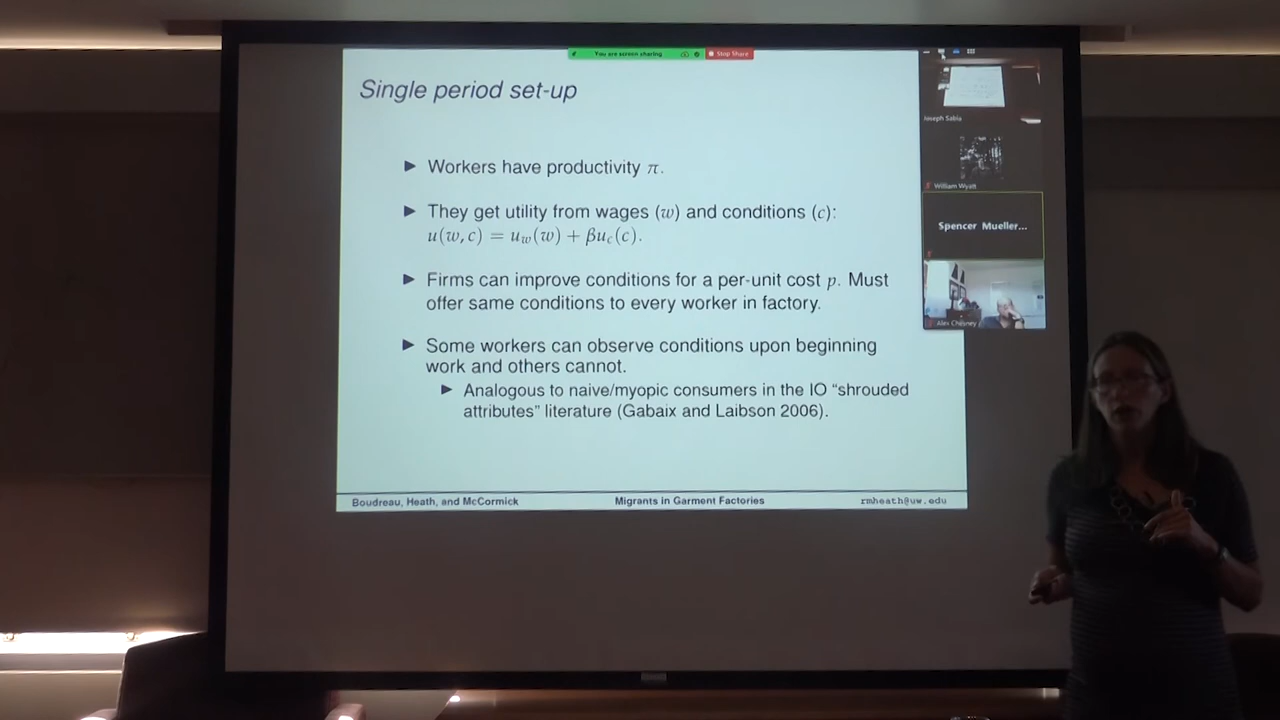 You are screen sharing
Stop Share
Single period set-up
Joseph Sabia
▶ Workers have productivity π.
William Wyatt
▶ They get utility from wages (w) and conditions (c):
u(w, c) = u_w(w) + βu_c(c).
Spencer Mueller...
▶ Firms can improve conditions for a per-unit cost p. Must
offer same conditions to every worker in factory.
Alex Chesney
▶ Some workers can observe conditions upon beginning
work and others cannot.
▶ Analogous to naive/myopic consumers in the IO “shrouded
attributes” literature (Gabaix and Laibson 2006).
Boudreau, Heath, and McCormick
Migrants in Garment Factories
rmheath@uw.edu